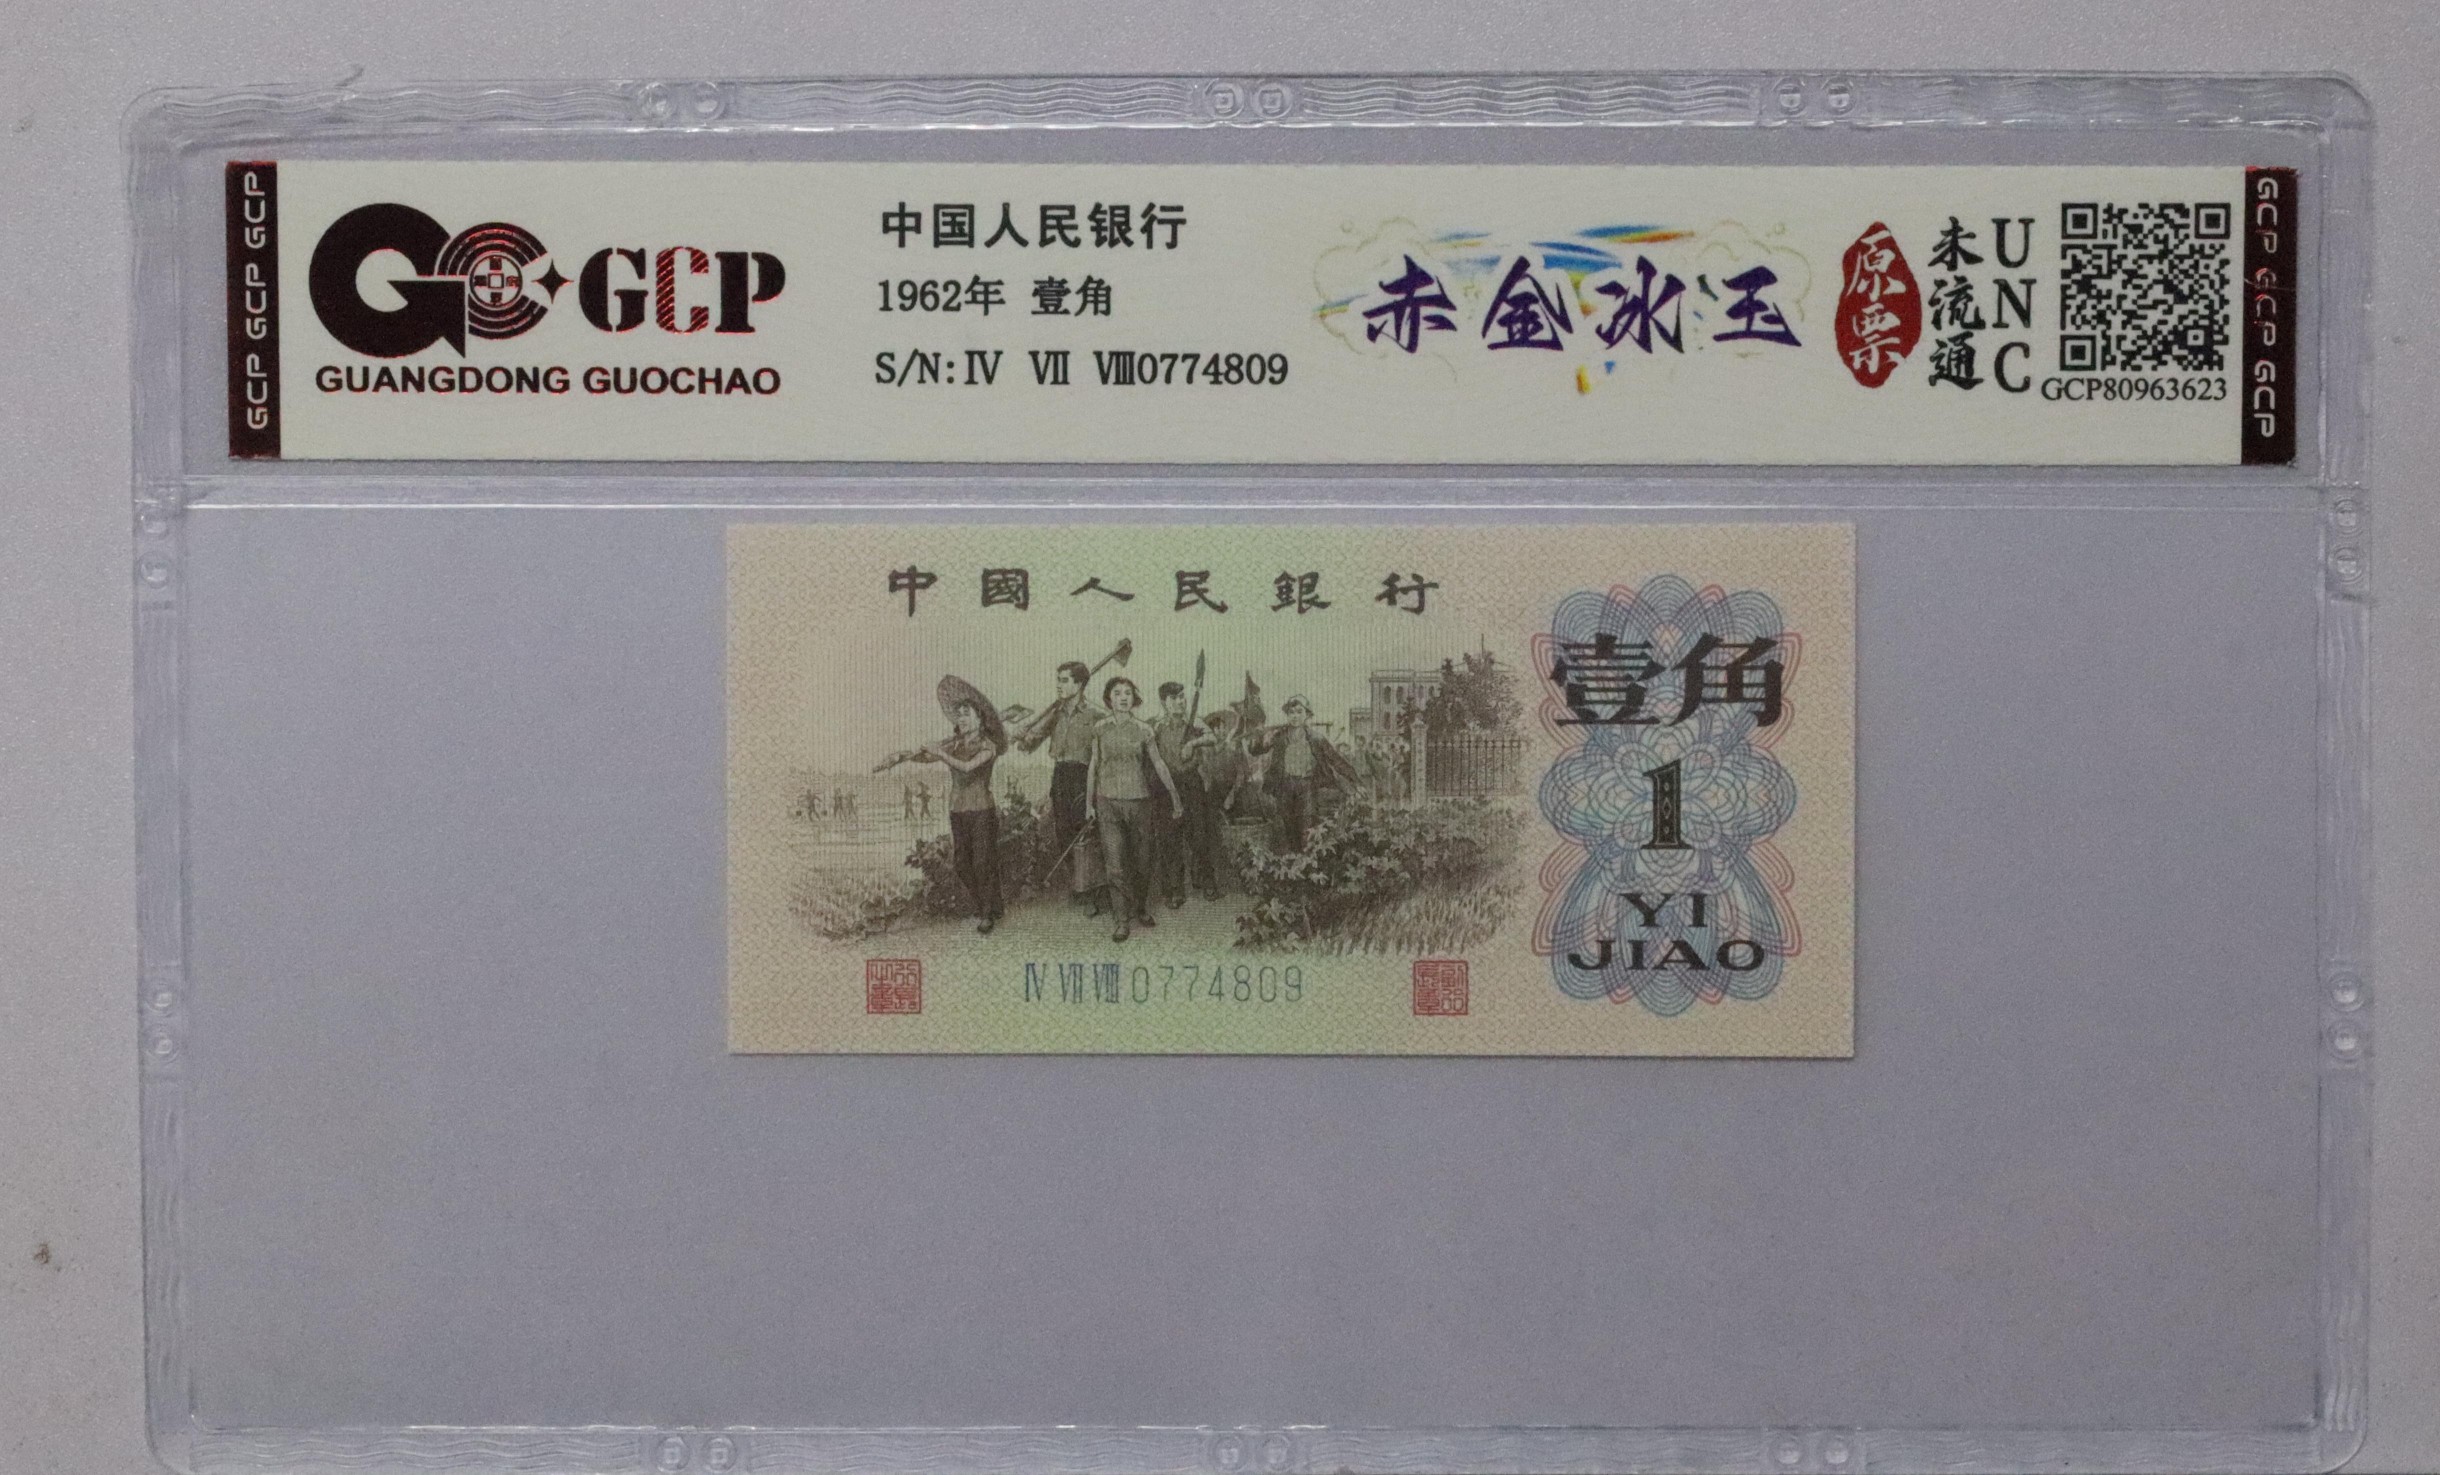 GCP GCP GCP
GCP
GUANGDONG GUOCHAO
中国人民银行
1962年 壹角
S/N:Ⅳ Ⅶ Ⅷ0774809
赤金冰玉
原票
未流通
UNC
GCP80963623
GCP GCP GCP
中國人民銀行
壹角
1
YI
JIAO
Ⅳ Ⅶ Ⅷ 0774809